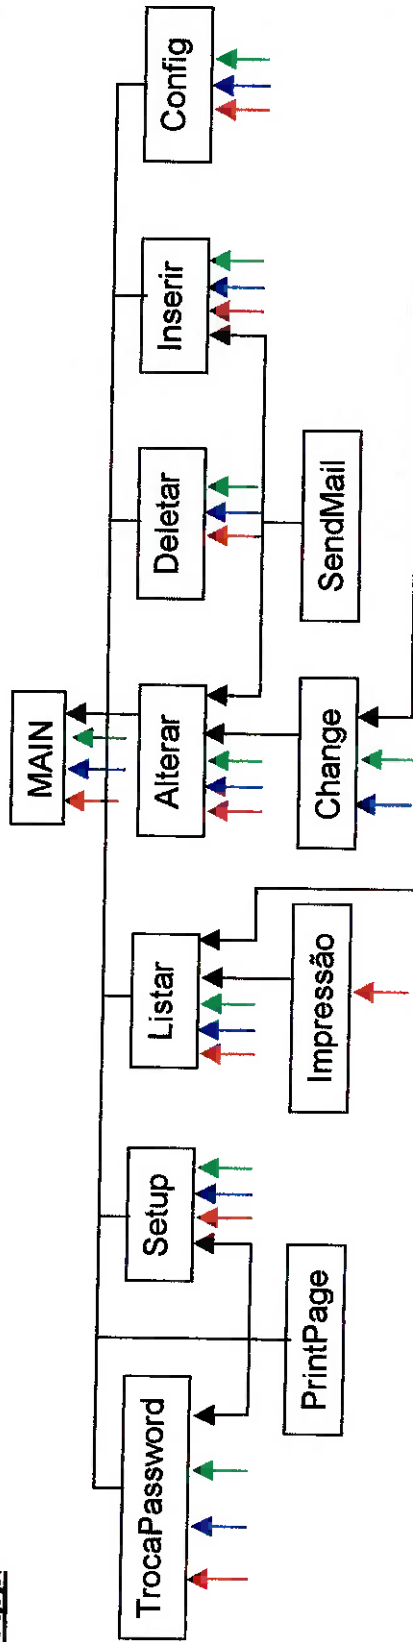 MAIN
TrocaPassword
Setup
Listar
Alterar
Deletar
Inserir
Config
PrintPage
Impressão
Change
SendMail